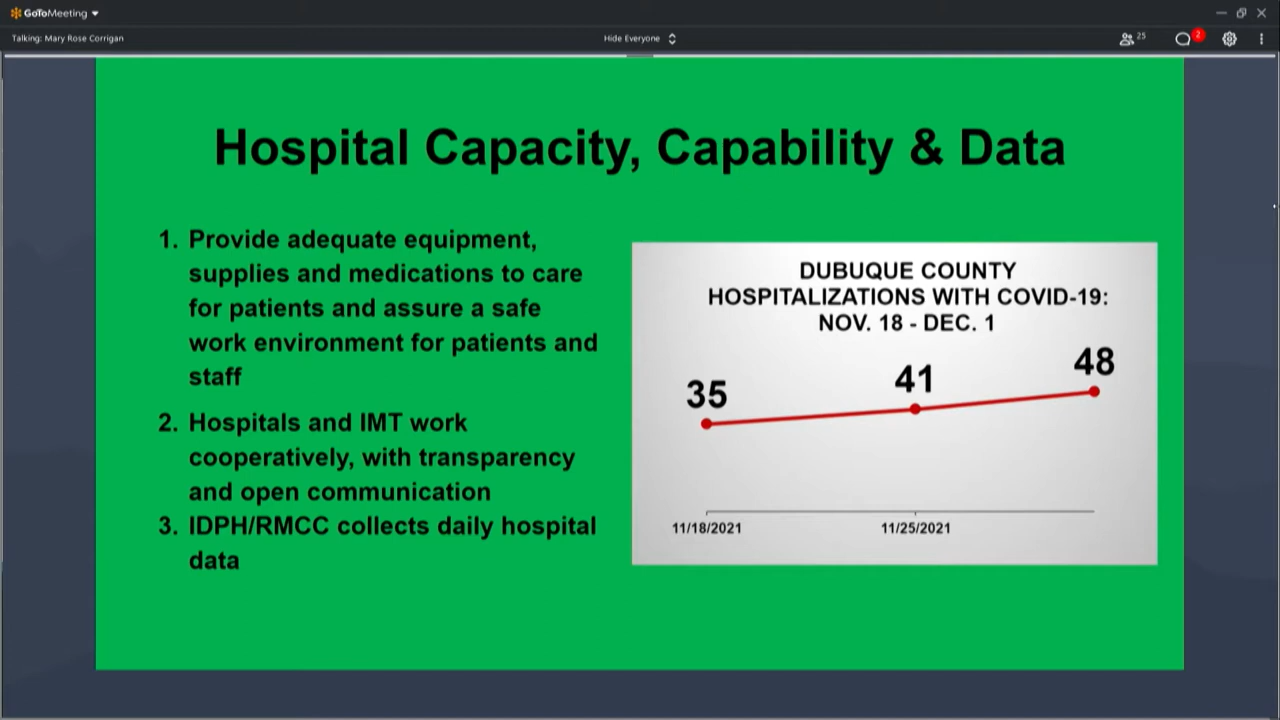 GoToMeeting
Talking: Mary Rose Corrigan
Hide Everyone
25
2
Hospital Capacity, Capability & Data
1. Provide adequate equipment,
supplies and medications to care
for patients and assure a safe
work environment for patients and
staff
2. Hospitals and IMT work
cooperatively, with transparency
and open communication
3. IDPH/RMCC collects daily hospital
data
DUBUQUE COUNTY
HOSPITALIZATIONS WITH COVID-19:
NOV. 18 - DEC. 1
35
41
48
11/18/2021
11/25/2021